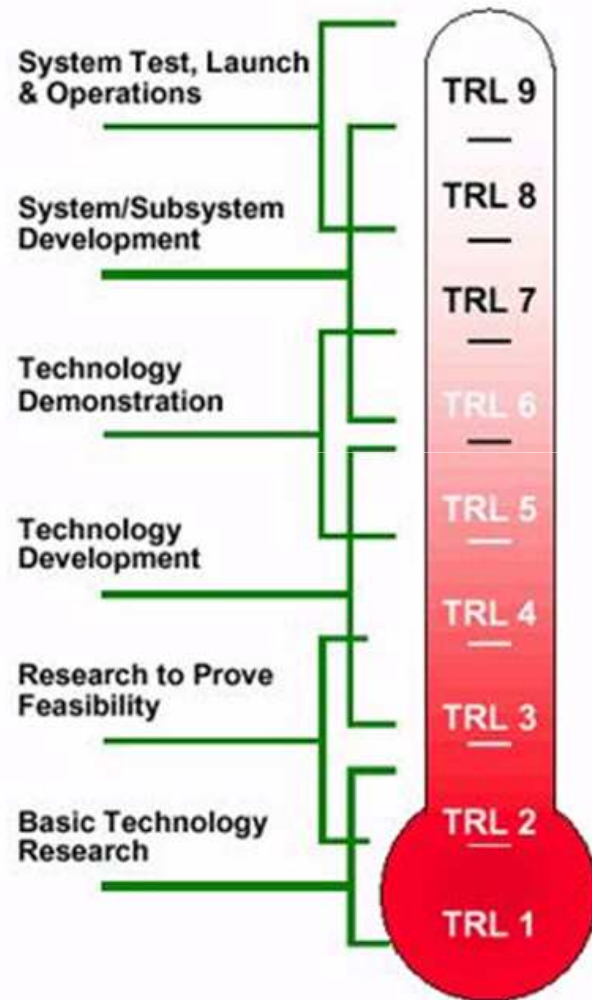 System Test, Launch
& Operations
System/Subsystem
Development
Technology
Demonstration
Technology
Development
Research to Prove
Feasibility
Basic Technology
Research
TRL 9
TRL 8
TRL 7
TRL 6
TRL 5
TRL 4
TRL 3
TRL 2
TRL 1